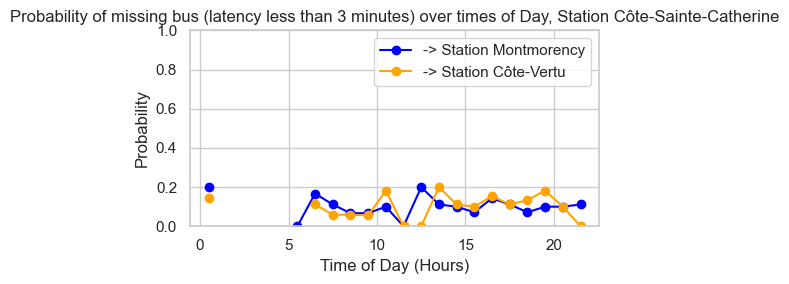 Probability of missing bus (latency less than 3 minutes) over times of Day, Station Côte-Sainte-Catherine
1.0
0.8
0.6
0.4
0.2
0.0
Probability
-> Station Montmorency
-> Station Côte-Vertu
0 5 10 15 20
Time of Day (Hours)